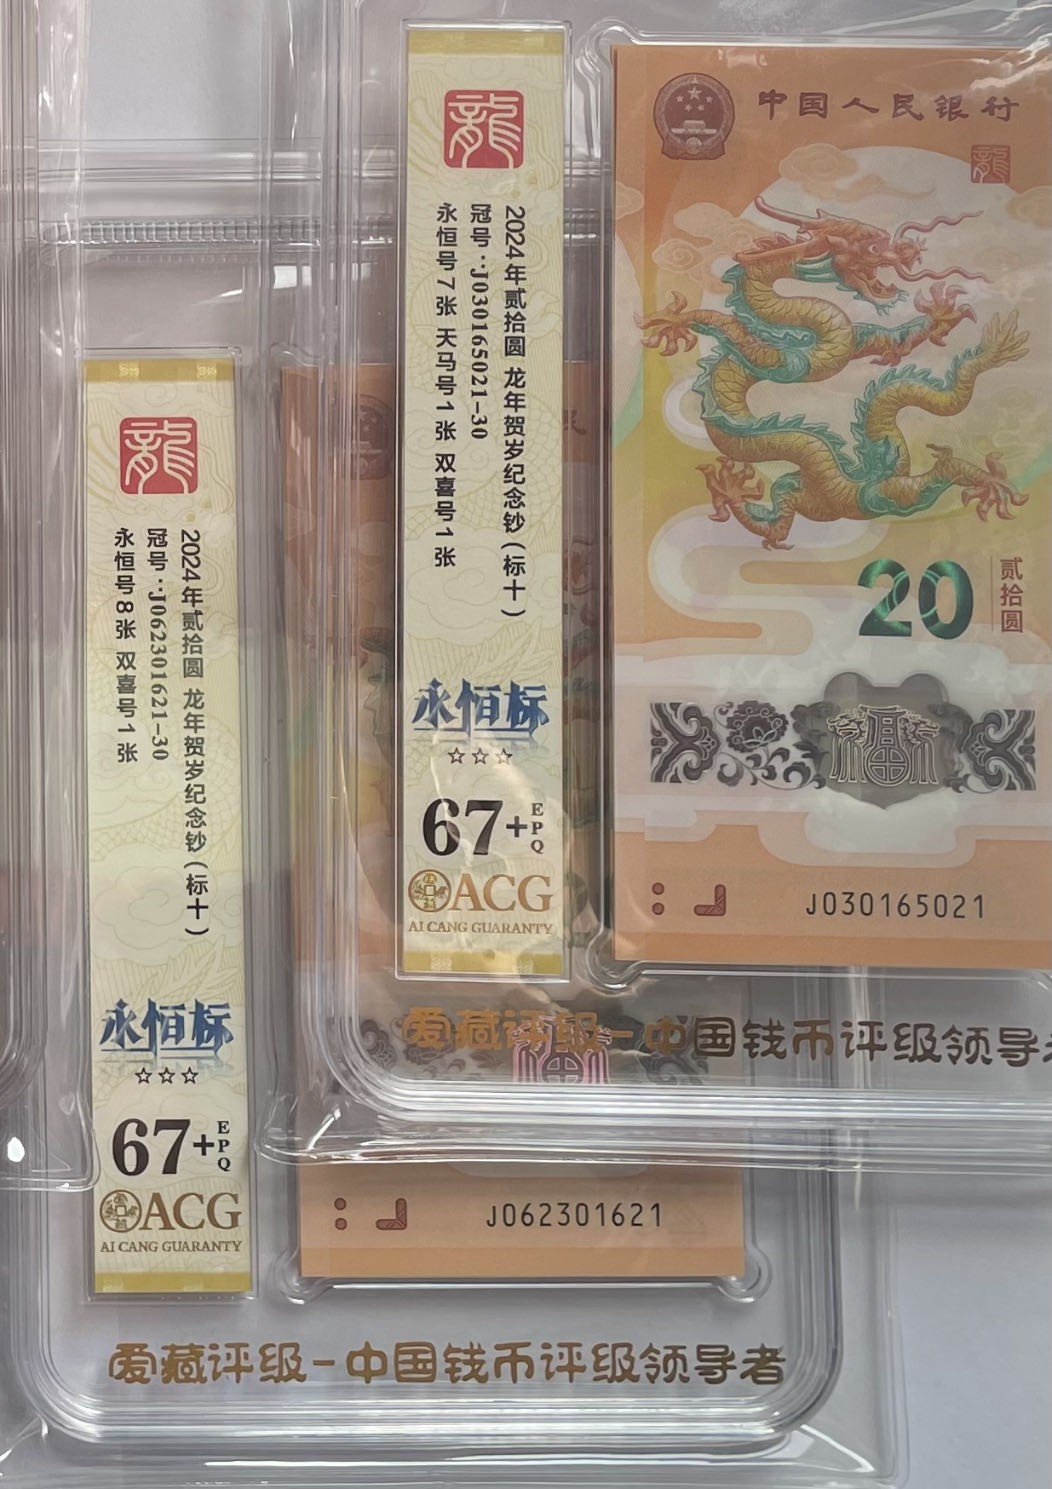 龍
2024年贰拾圆 龙年贺岁纪念钞(标十)
冠号:J030165021-30
永恒号7张 天马号1张 双喜号1张
永恒标
☆☆☆
67+EPQ
ACG
AI CANG GUARANTY
中国人民银行
龍
20
贰拾圆
福
J030165021
爱藏评级-中国钱币评级领导者
龍
2024年贰拾圆 龙年贺岁纪念钞(标十)
冠号:J062301621-30
永恒号8张 双喜号1张
永恒标
☆☆☆
67+EPQ
ACG
AI CANG GUARANTY
J062301621
爱藏评级-中国钱币评级领导者